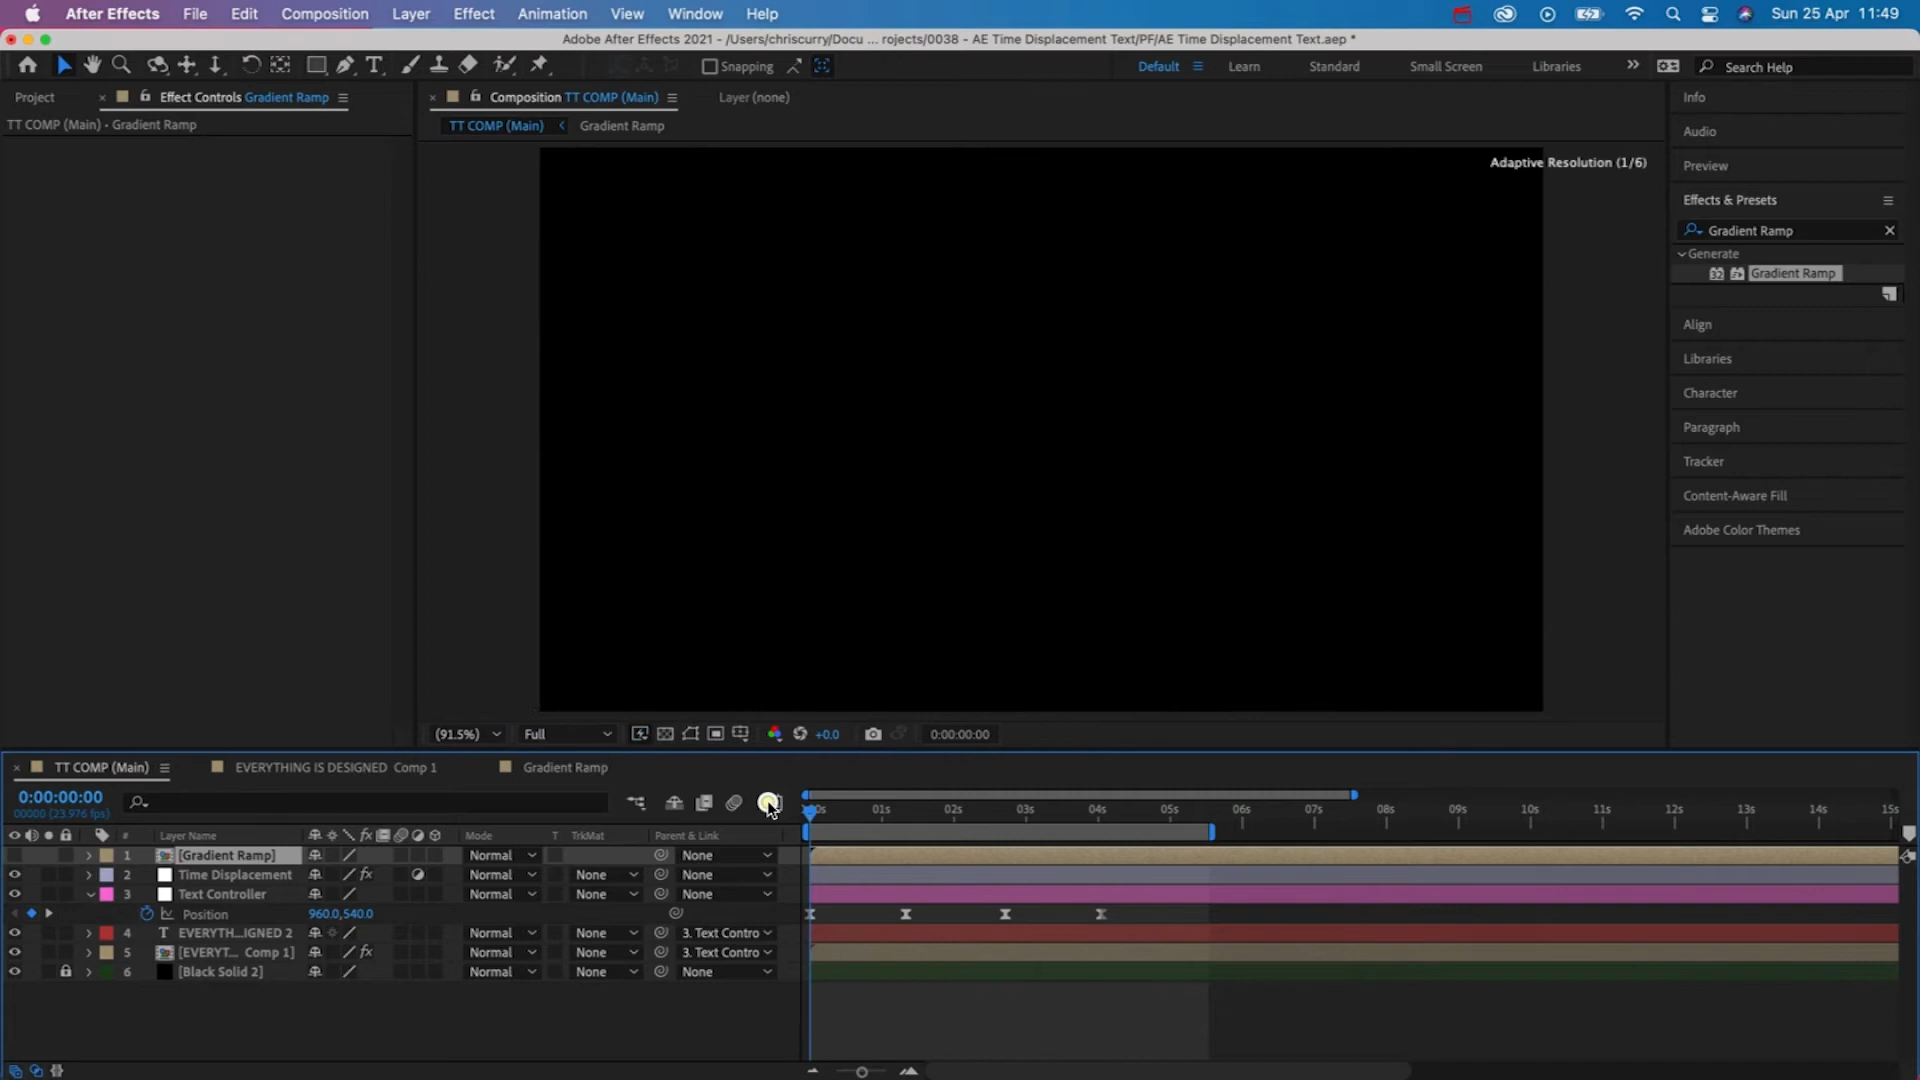 After Effects File Edit Composition Layer Effect Animation View Window Help Sun 25 Apr 11:49
Adobe After Effects 2021 - /Users/chriscurry/Docu ... rojects/0038 - AE Time Displacement Text/PF/AE Time Displacement Text.aep *
Snapping Default Learn Standard Small Screen Libraries Search Help
Project Effect Controls Gradient Ramp Composition TT COMP (Main) Layer (none) Info
TT COMP (Main) • Gradient Ramp TT COMP (Main) Gradient Ramp
Audio
Adaptive Resolution (1/6)
Preview
Effects & Presets
Gradient Ramp
Generate
32 Gradient Ramp
Align
Libraries
Character
Paragraph
Tracker
Content-Aware Fill
Adobe Color Themes
(91.5%) Full +0.0 0:00:00:00
TT COMP (Main) EVERYTHING IS DESIGNED Comp 1 Gradient Ramp
0:00:00:00
00000 (23.976 fps)
00s 01s 02s 03s 04s 05s 06s 07s 08s 09s 10s 11s 12s 13s 14s 15s
# Layer Name fx Mode T TrkMat Parent & Link
1 [Gradient Ramp] Normal None
2 Time Displacement fx Normal None None
3 Text Controller Normal None None
Position 960.0,540.0
4 T EVERYTH...IGNED 2 Normal None 3. Text Contro
5 [EVERYT... Comp 1] fx Normal None 3. Text Contro
6 [Black Solid 2] Normal None None